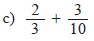 c) 2/3 + 3/10